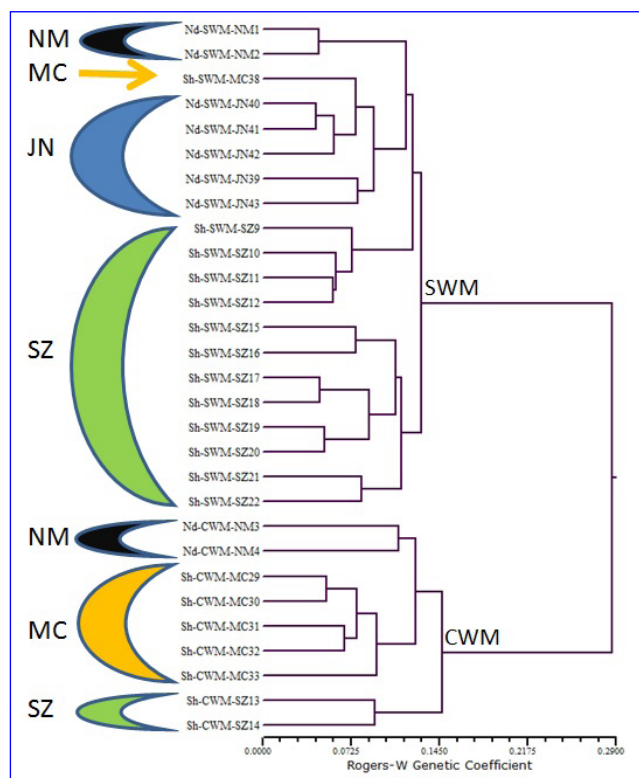 NM
Nd-SWM-NM1
Nd-SWM-NM2
MC
Sh-SWM-MC38
JN
Nd-SWM-JN40
Nd-SWM-JN41
Nd-SWM-JN42
Nd-SWM-JN39
Nd-SWM-JN43
SZ
Sh-SWM-SZ9
Sh-SWM-SZ10
Sh-SWM-SZ11
Sh-SWM-SZ12
Sh-SWM-SZ15
Sh-SWM-SZ16
Sh-SWM-SZ17
Sh-SWM-SZ18
Sh-SWM-SZ19
Sh-SWM-SZ20
Sh-SWM-SZ21
Sh-SWM-SZ22
SWM
NM
Nd-CWM-NM3
Nd-CWM-NM4
MC
Sh-CWM-MC29
Sh-CWM-MC30
Sh-CWM-MC31
Sh-CWM-MC32
Sh-CWM-MC33
CWM
SZ
Sh-CWM-SZ13
Sh-CWM-SZ14
0.0000 0.0725 0.1450 0.2175 0.2900
Rogers-W Genetic Coefficient